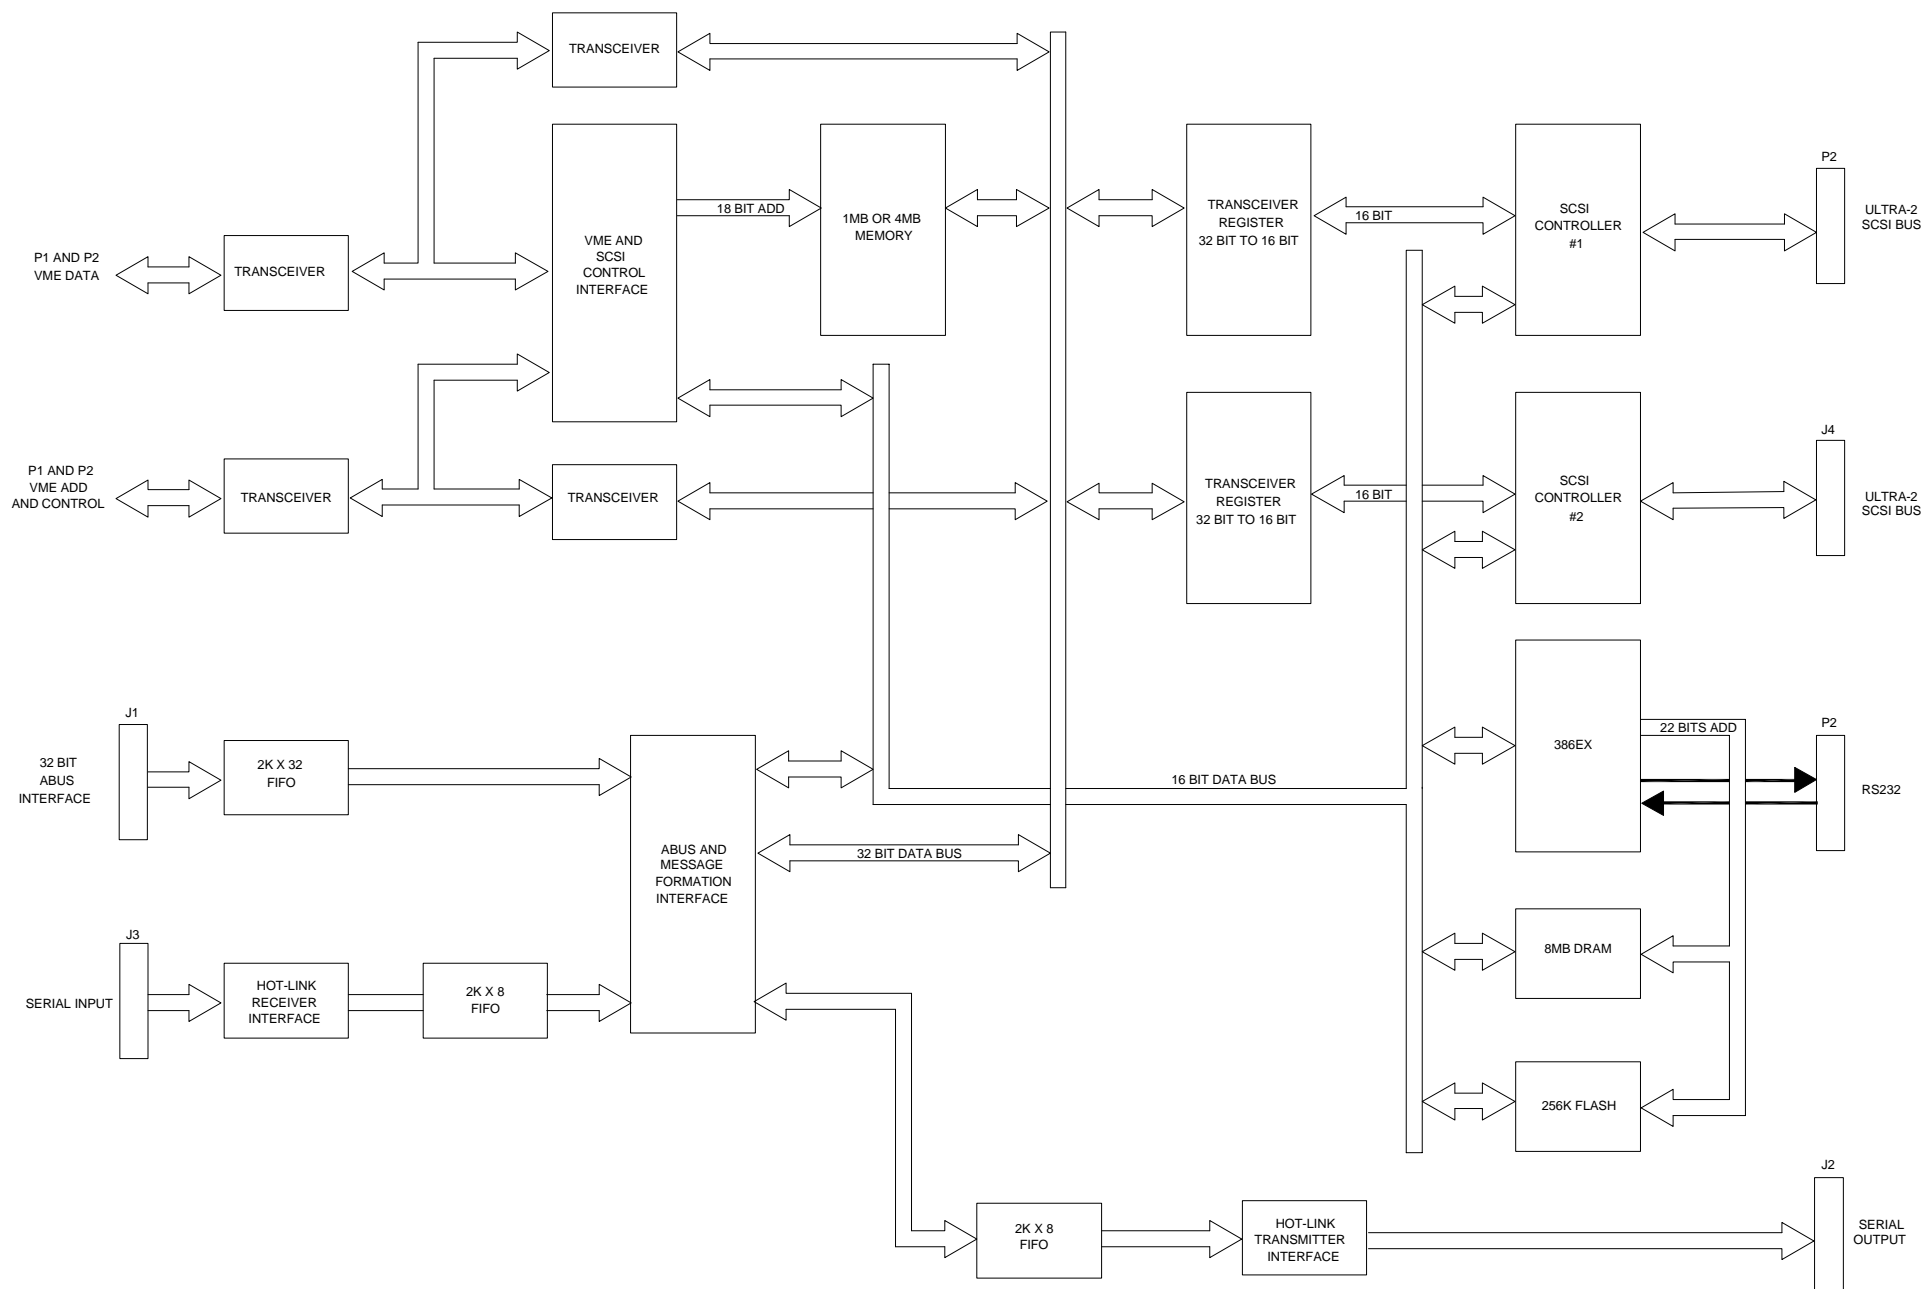 TRANSCEIVER
P1 AND P2
VME DATA
TRANSCEIVER
VME AND
SCSI
CONTROL
INTERFACE
18 BIT ADD
1MB OR 4MB
MEMORY
TRANSCEIVER
REGISTER
32 BIT TO 16 BIT
16 BIT
SCSI
CONTROLLER
#1
P2
ULTRA-2
SCSI BUS
P1 AND P2
VME ADD
AND CONTROL
TRANSCEIVER
TRANSCEIVER
TRANSCEIVER
REGISTER
32 BIT TO 16 BIT
16 BIT
SCSI
CONTROLLER
#2
J4
ULTRA-2
SCSI BUS
J1
32 BIT
ABUS
INTERFACE
2K X 32
FIFO
16 BIT DATA BUS
386EX
22 BITS ADD
P2
RS232
ABUS AND
MESSAGE
FORMATION
INTERFACE
32 BIT DATA BUS
J3
SERIAL INPUT
HOT-LINK
RECEIVER
INTERFACE
2K X 8
FIFO
8MB DRAM
256K FLASH
2K X 8
FIFO
HOT-LINK
TRANSMITTER
INTERFACE
J2
SERIAL
OUTPUT